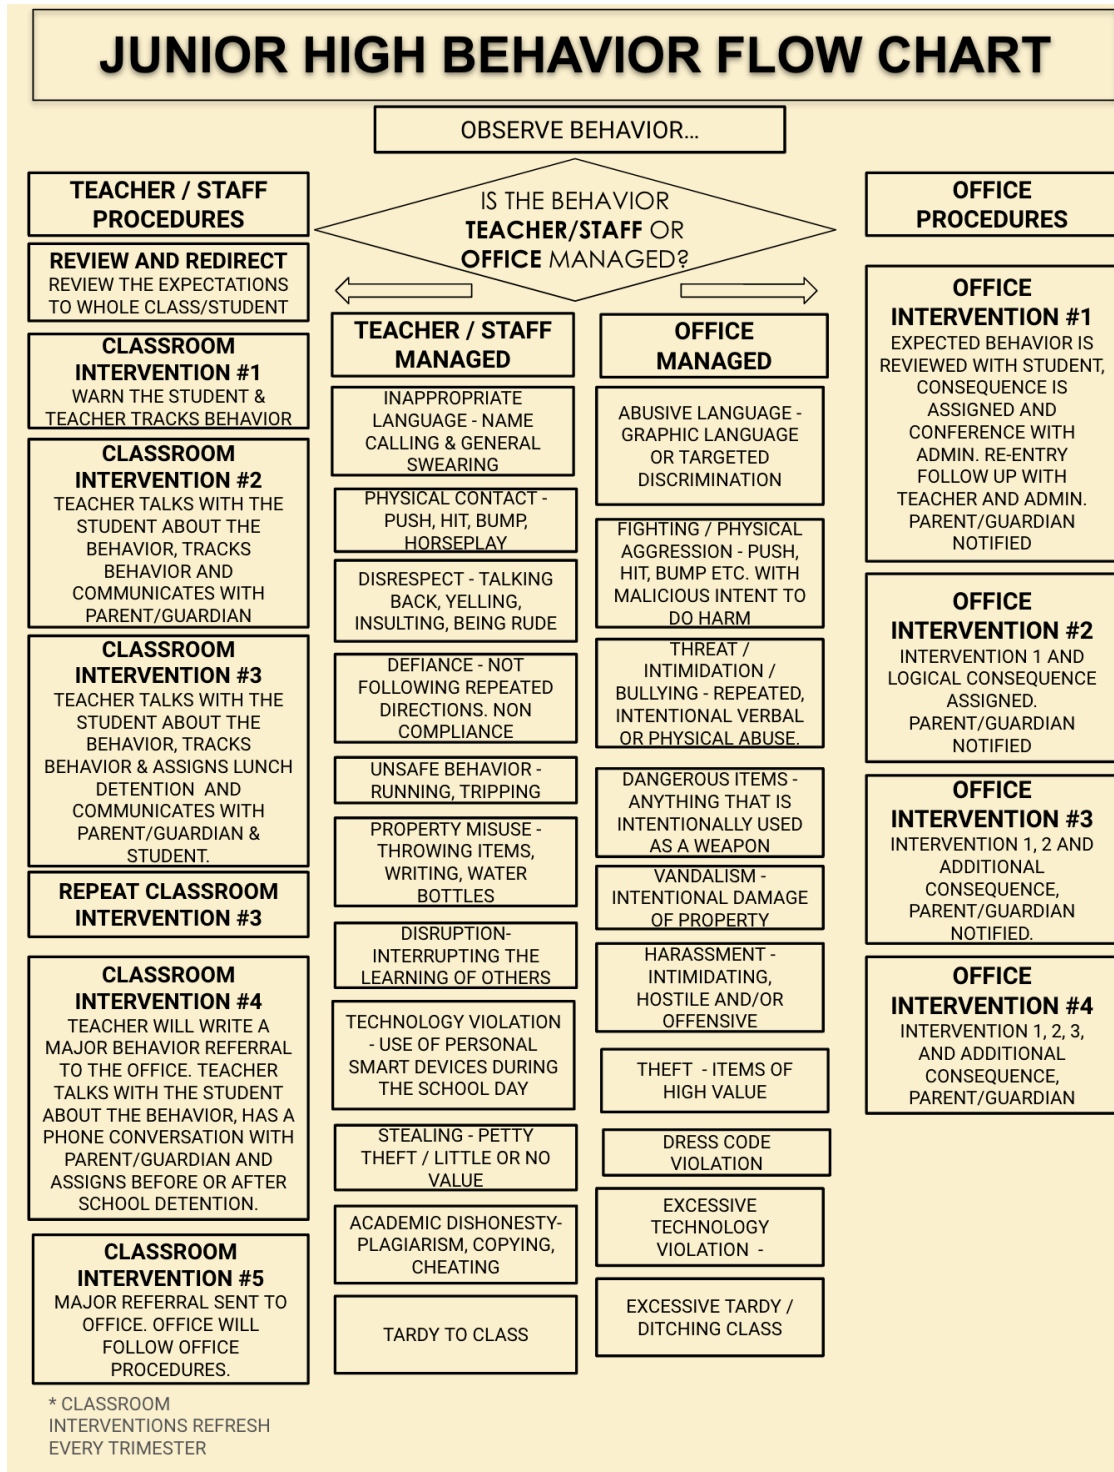 JUNIOR HIGH BEHAVIOR FLOW CHART
OBSERVE BEHAVIOR...
IS THE BEHAVIOR
TEACHER/STAFF OR
OFFICE MANAGED?
TEACHER / STAFF
PROCEDURES
REVIEW AND REDIRECT
REVIEW THE EXPECTATIONS
TO WHOLE CLASS/STUDENT
CLASSROOM
INTERVENTION #1
WARN THE STUDENT &
TEACHER TRACKS BEHAVIOR
CLASSROOM
INTERVENTION #2
TEACHER TALKS WITH THE
STUDENT ABOUT THE
BEHAVIOR, TRACKS
BEHAVIOR AND
COMMUNICATES WITH
PARENT/GUARDIAN
CLASSROOM
INTERVENTION #3
TEACHER TALKS WITH THE
STUDENT ABOUT THE
BEHAVIOR, TRACKS
BEHAVIOR & ASSIGNS LUNCH
DETENTION AND
COMMUNICATES WITH
PARENT/GUARDIAN &
STUDENT.
REPEAT CLASSROOM
INTERVENTION #3
CLASSROOM
INTERVENTION #4
TEACHER WILL WRITE A
MAJOR BEHAVIOR REFERRAL
TO THE OFFICE. TEACHER
TALKS WITH THE STUDENT
ABOUT THE BEHAVIOR, HAS A
PHONE CONVERSATION WITH
PARENT/GUARDIAN AND
ASSIGNS BEFORE OR AFTER
SCHOOL DETENTION.
CLASSROOM
INTERVENTION #5
MAJOR REFERRAL SENT TO
OFFICE. OFFICE WILL
FOLLOW OFFICE
PROCEDURES.
* CLASSROOM
INTERVENTIONS REFRESH
EVERY TRIMESTER
TEACHER / STAFF
MANAGED
INAPPROPRIATE
LANGUAGE - NAME
CALLING & GENERAL
SWEARING
PHYSICAL CONTACT -
PUSH, HIT, BUMP,
HORSEPLAY
DISRESPECT - TALKING
BACK, YELLING,
INSULTING, BEING RUDE
DEFIANCE - NOT
FOLLOWING REPEATED
DIRECTIONS. NON
COMPLIANCE
UNSAFE BEHAVIOR -
RUNNING, TRIPPING
PROPERTY MISUSE -
THROWING ITEMS,
WRITING, WATER
BOTTLES
DISRUPTION-
INTERRUPTING THE
LEARNING OF OTHERS
TECHNOLOGY VIOLATION
- USE OF PERSONAL
SMART DEVICES DURING
THE SCHOOL DAY
STEALING - PETTY
THEFT / LITTLE OR NO
VALUE
ACADEMIC DISHONESTY-
PLAGIARISM, COPYING,
CHEATING
TARDY TO CLASS
OFFICE
MANAGED
ABUSIVE LANGUAGE -
GRAPHIC LANGUAGE
OR TARGETED
DISCRIMINATION
FIGHTING / PHYSICAL
AGGRESSION - PUSH,
HIT, BUMP ETC. WITH
MALICIOUS INTENT TO
DO HARM
THREAT /
INTIMIDATION /
BULLYING - REPEATED,
INTENTIONAL VERBAL
OR PHYSICAL ABUSE.
DANGEROUS ITEMS -
ANYTHING THAT IS
INTENTIONALLY USED
AS A WEAPON
VANDALISM -
INTENTIONAL DAMAGE
OF PROPERTY
HARASSMENT -
INTIMIDATING,
HOSTILE AND/OR
OFFENSIVE
THEFT - ITEMS OF
HIGH VALUE
DRESS CODE
VIOLATION
EXCESSIVE
TECHNOLOGY
VIOLATION -
EXCESSIVE TARDY /
DITCHING CLASS
OFFICE
PROCEDURES
OFFICE
INTERVENTION #1
EXPECTED BEHAVIOR IS
REVIEWED WITH STUDENT,
CONSEQUENCE IS
ASSIGNED AND
CONFERENCE WITH
ADMIN. RE-ENTRY
FOLLOW UP WITH
TEACHER AND ADMIN.
PARENT/GUARDIAN
NOTIFIED
OFFICE
INTERVENTION #2
INTERVENTION 1 AND
LOGICAL CONSEQUENCE
ASSIGNED.
PARENT/GUARDIAN
NOTIFIED
OFFICE
INTERVENTION #3
INTERVENTION 1, 2 AND
ADDITIONAL
CONSEQUENCE,
PARENT/GUARDIAN
NOTIFIED.
OFFICE
INTERVENTION #4
INTERVENTION 1, 2, 3,
AND ADDITIONAL
CONSEQUENCE,
PARENT/GUARDIAN